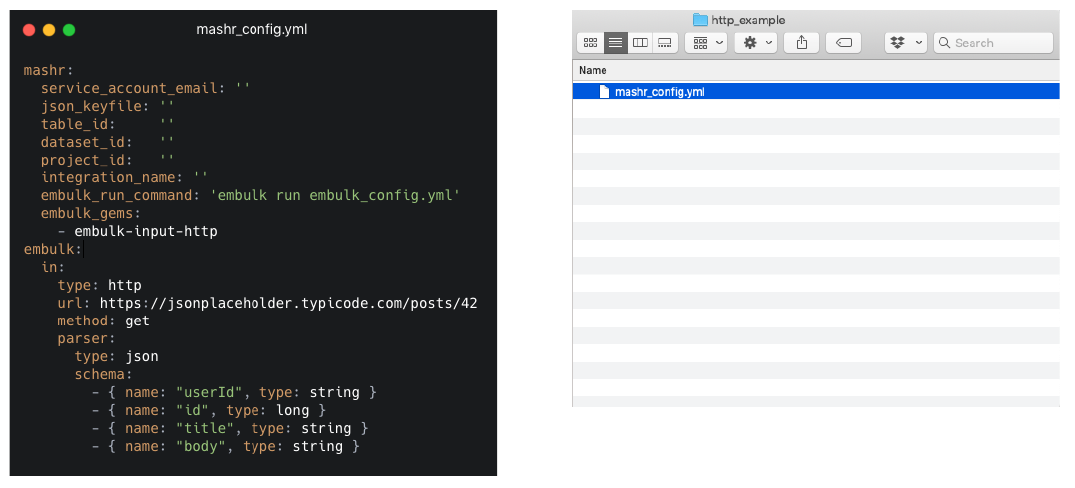 mashr_config.yml
mashr:
  service_account_email: ''
  json_keyfile: ''
  table_id:     ''
  dataset_id:   ''
  project_id:   ''
  integration_name: ''
  embulk_run_command: 'embulk run embulk_config.yml'
  embulk_gems:
    - embulk-input-http
embulk:
  in:
    type: http
    url: https://jsonplaceholder.typicode.com/posts/42
    method: get
    parser:
      type: json
      schema:
        - { name: "userId", type: string }
        - { name: "id", type: long }
        - { name: "title", type: string }
        - { name: "body", type: string }
http_example
Search
Name
mashr_config.yml